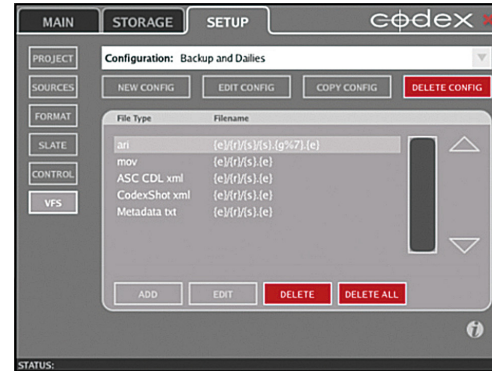 MAIN STORAGE SETUP codex
PROJECT
Configuration: Backup and Dailies
SOURCES
NEW CONFIG EDIT CONFIG COPY CONFIG DELETE CONFIG
FORMAT
File Type Filename
SLATE
ari {e}/{r}/{s}/{s}.{g%7}.{e}
mov {e}/{r}/{s}.{e}
CONTROL
ASC CDL xml {e}/{r}/{s}.{e}
CodexShot xml {e}/{r}/{s}.{e}
VFS
Metadata txt {e}/{r}/{s}.{e}
ADD EDIT DELETE DELETE ALL
i
STATUS: